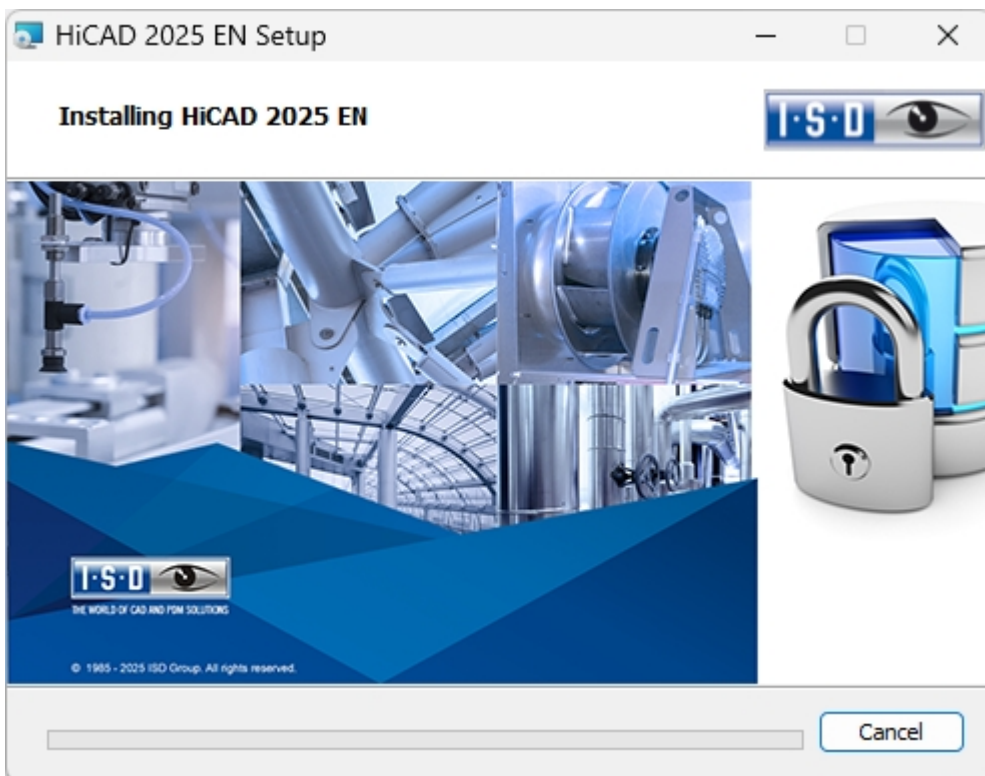 HiCAD 2025 EN Setup
Installing HiCAD 2025 EN
I·S·D
I·S·D
THE WORLD OF CAD AND PDM SOLUTIONS
© 1985 - 2025 ISD Group. All rights reserved.
Cancel